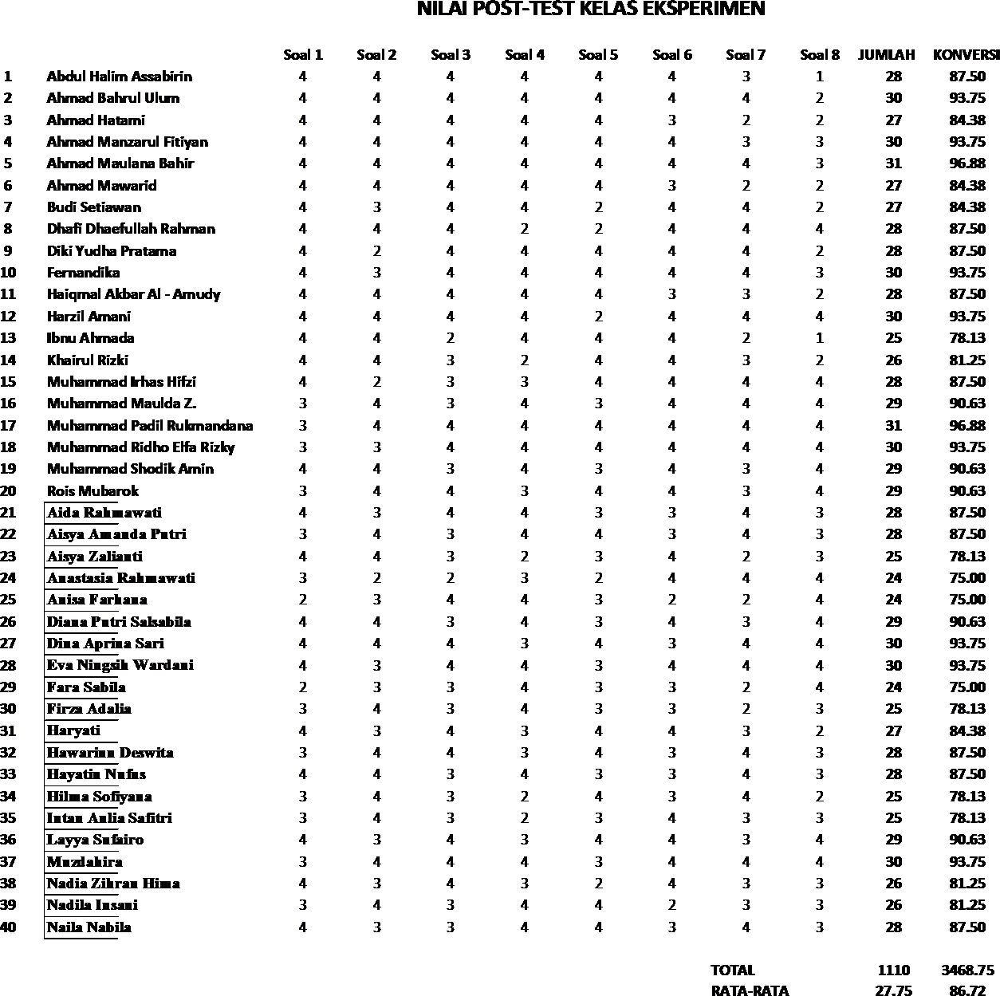 NILAI POST-TEST KELAS EKSPERIMEN
Soal 1 Soal 2 Soal 3 Soal 4 Soal 5 Soal 6 Soal 7 Soal 8 JUMLAH KONVERSI
1 Abdul Halim Assabirin 4 4 4 4 4 4 3 1 28 87.50
2 Ahmad Bahrul Ulum 4 4 4 4 4 4 4 2 30 93.75
3 Ahmad Hatami 4 4 4 4 4 3 2 2 27 84.38
4 Ahmad Manzarul Fitiyan 4 4 4 4 4 4 3 3 30 93.75
5 Ahmad Maulana Bahir 4 4 4 4 4 4 4 3 31 96.88
6 Ahmad Mawarid 4 4 4 4 4 3 2 2 27 84.38
7 Budi Setiawan 4 3 4 4 2 4 4 2 27 84.38
8 Dhafi Dhaefullah Rahman 4 4 4 2 2 4 4 4 28 87.50
9 Diki Yudha Pratama 4 2 4 4 4 4 4 2 28 87.50
10 Fernandika 4 3 4 4 4 4 4 3 30 93.75
11 Haiqmal Akbar Al - Amudy 4 4 4 4 4 3 3 2 28 87.50
12 Harzil Amani 4 4 4 4 2 4 4 4 30 93.75
13 Ibnu Ahmada 4 4 2 4 4 4 2 1 25 78.13
14 Khairul Rizki 4 4 3 2 4 4 3 2 26 81.25
15 Muhammad Irhas Hifzi 4 2 3 3 4 4 4 4 28 87.50
16 Muhammad Maulda Z. 3 4 3 4 3 4 4 4 29 90.63
17 Muhammad Padil Rukmandana 3 4 4 4 4 4 4 4 31 96.88
18 Muhammad Ridho Elfa Rizky 3 3 4 4 4 4 4 4 30 93.75
19 Muhammad Shodik Amin 4 4 3 4 3 4 3 4 29 90.63
20 Rois Mubarok 3 4 4 3 4 4 3 4 29 90.63
21 Aida Rahmawati 4 3 4 4 3 3 4 3 28 87.50
22 Aisya Amanda Putri 3 4 3 4 4 3 4 3 28 87.50
23 Aisya Zalianti 4 4 3 2 3 4 2 3 25 78.13
24 Anastasia Rahmawati 3 2 2 3 2 4 4 4 24 75.00
25 Anisa Farhana 2 3 4 4 3 2 2 4 24 75.00
26 Diana Putri Salsabila 4 4 3 4 3 4 3 4 29 90.63
27 Dina Aprina Sari 4 4 4 3 4 3 4 4 30 93.75
28 Eva Ningsih Wardani 4 3 4 4 3 4 4 4 30 93.75
29 Fara Sabila 2 3 3 4 3 3 2 4 24 75.00
30 Firza Adalia 3 4 3 4 3 3 2 3 25 78.13
31 Haryati 4 3 4 3 4 4 3 2 27 84.38
32 Hawarinn Deswita 3 4 4 3 4 3 4 3 28 87.50
33 Hayatin Nufus 4 4 3 4 3 3 4 3 28 87.50
34 Hilma Sofiyana 3 4 3 2 4 3 4 2 25 78.13
35 Intan Aulia Safitri 3 4 3 2 3 4 3 3 25 78.13
36 Layya Sufairo 4 3 4 3 4 4 3 4 29 90.63
37 Muzdahira 3 4 4 4 3 4 4 4 30 93.75
38 Nadia Zihran Hima 4 3 4 3 2 4 3 3 26 81.25
39 Nadila Insani 3 4 3 4 4 2 3 3 26 81.25
40 Naila Nabila 4 3 3 4 4 3 4 3 28 87.50
TOTAL 1110 3468.75
RATA-RATA 27.75 86.72